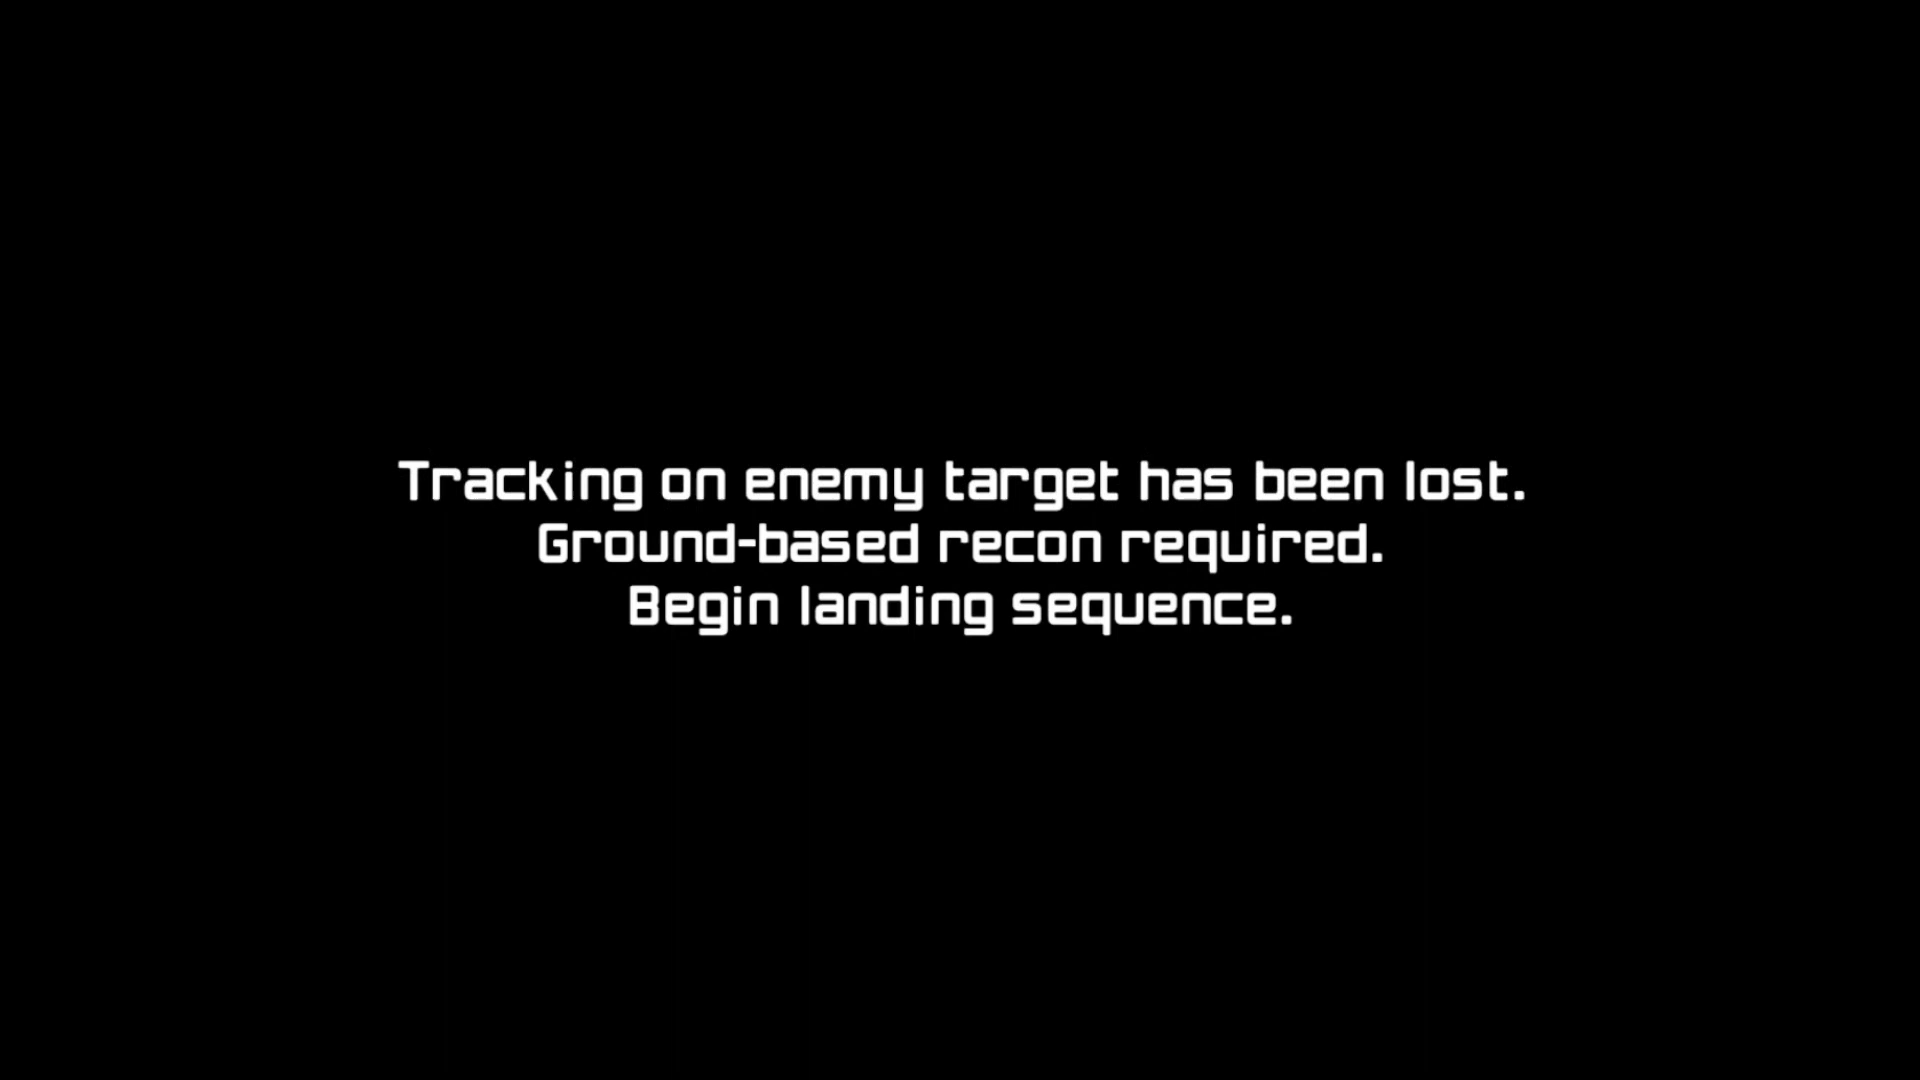 Tracking on enemy target has been lost.
Ground-based recon required.
Begin landing sequence.